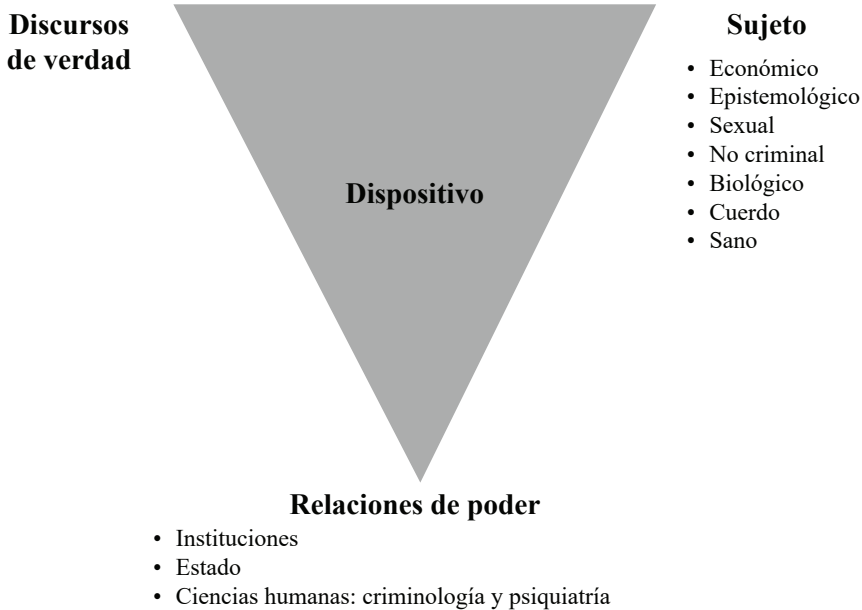 Discursos
de verdad
Sujeto
• Económico
• Epistemológico
• Sexual
• No criminal
• Biológico
• Cuerdo
• Sano
Dispositivo
Relaciones de poder
• Instituciones
• Estado
• Ciencias humanas: criminología y psiquiatría